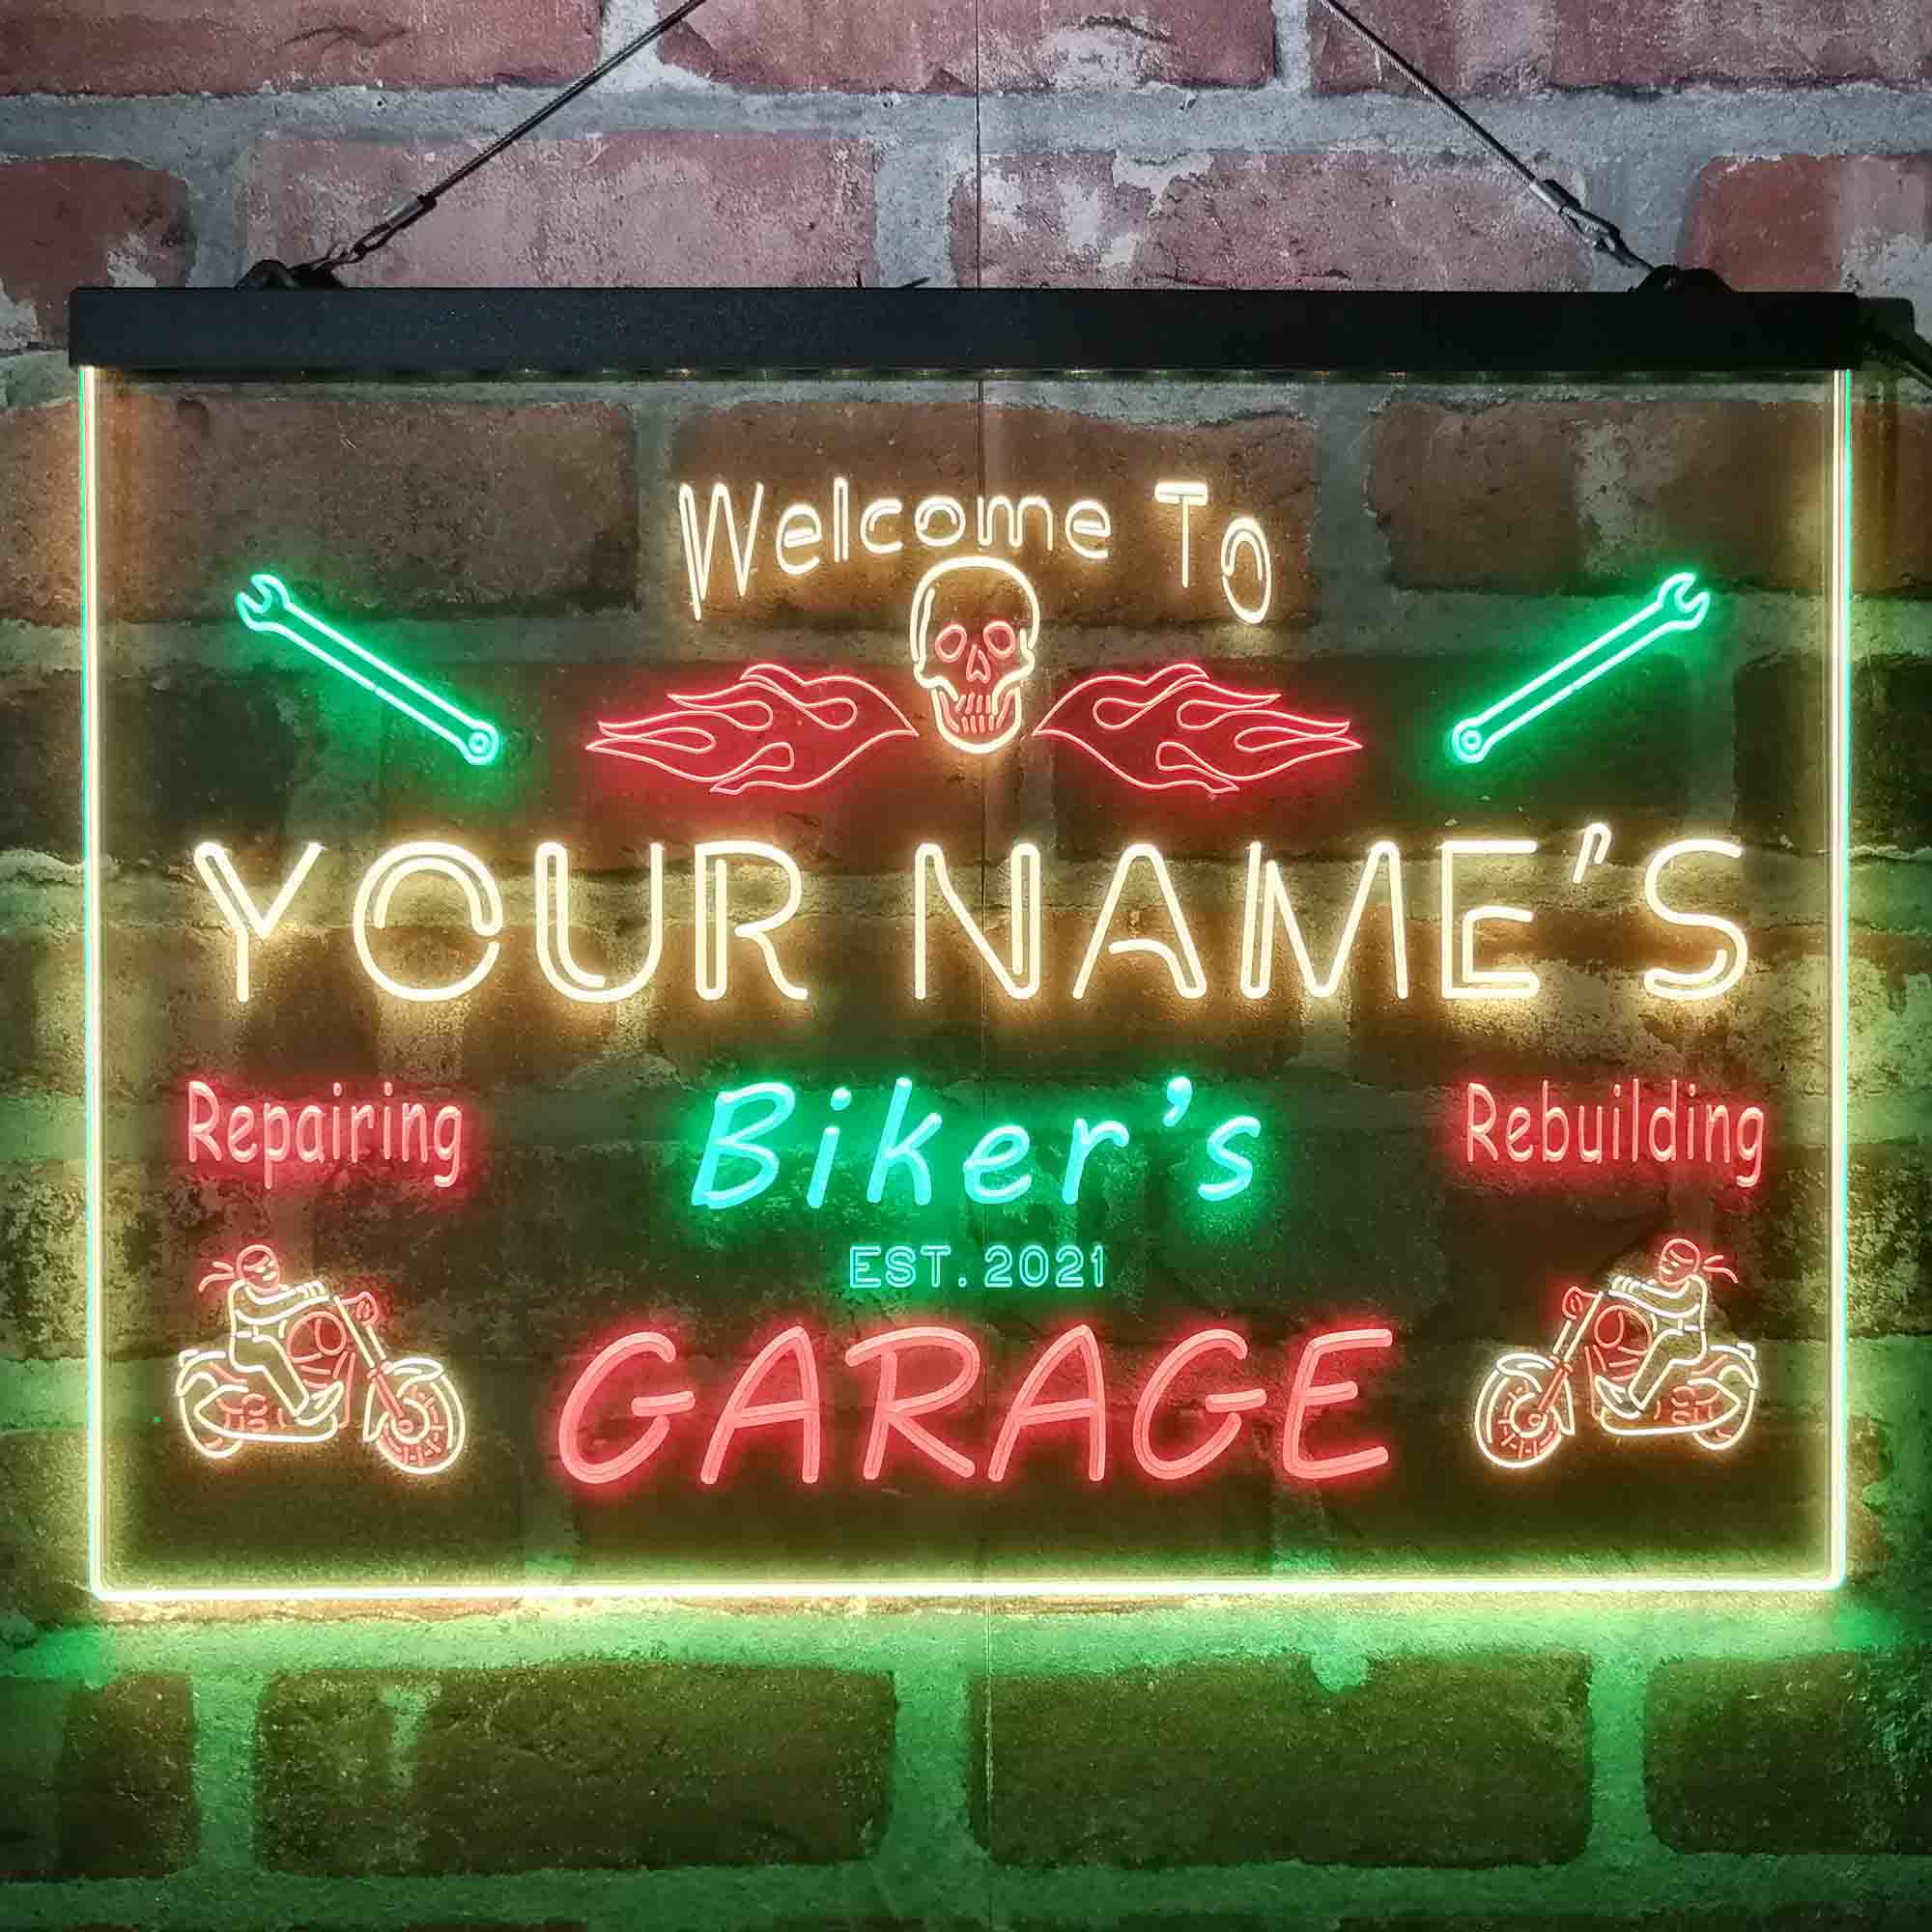 Welcome To
YOUR NAME'S
Repairing
Biker's
Rebuilding
EST. 2021
GARAGE